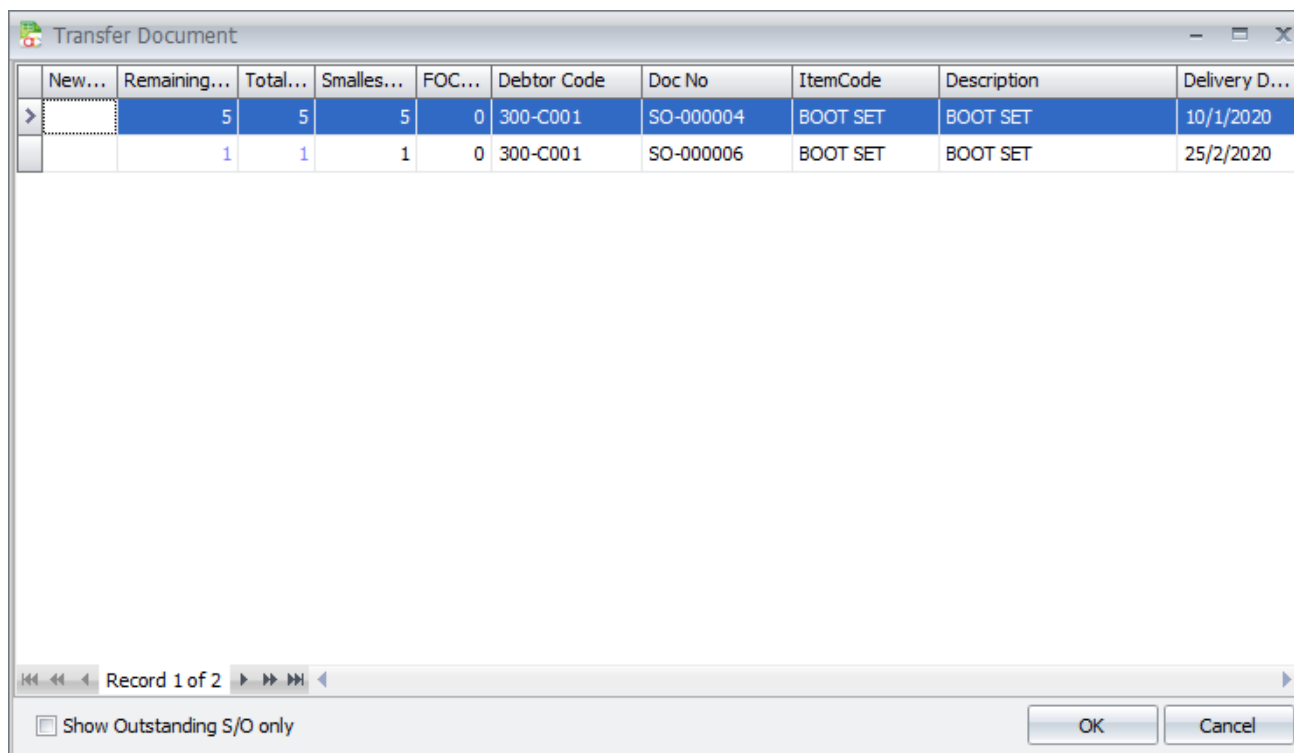 Transfer Document
New... Remaining... Total... Smalles... FOC... Debtor Code Doc No ItemCode Description Delivery D...
5 5 5 0 300-C001 SO-000004 BOOT SET BOOT SET 10/1/2020
1 1 1 0 300-C001 SO-000006 BOOT SET BOOT SET 25/2/2020
Record 1 of 2
Show Outstanding S/O only OK Cancel